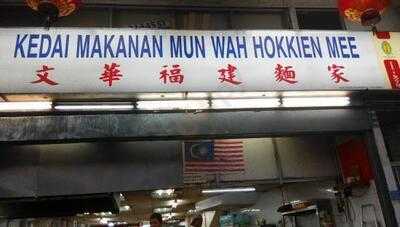 KEDAI MAKANAN MUN WAH HOKKIEN MEE
文華福建麵家